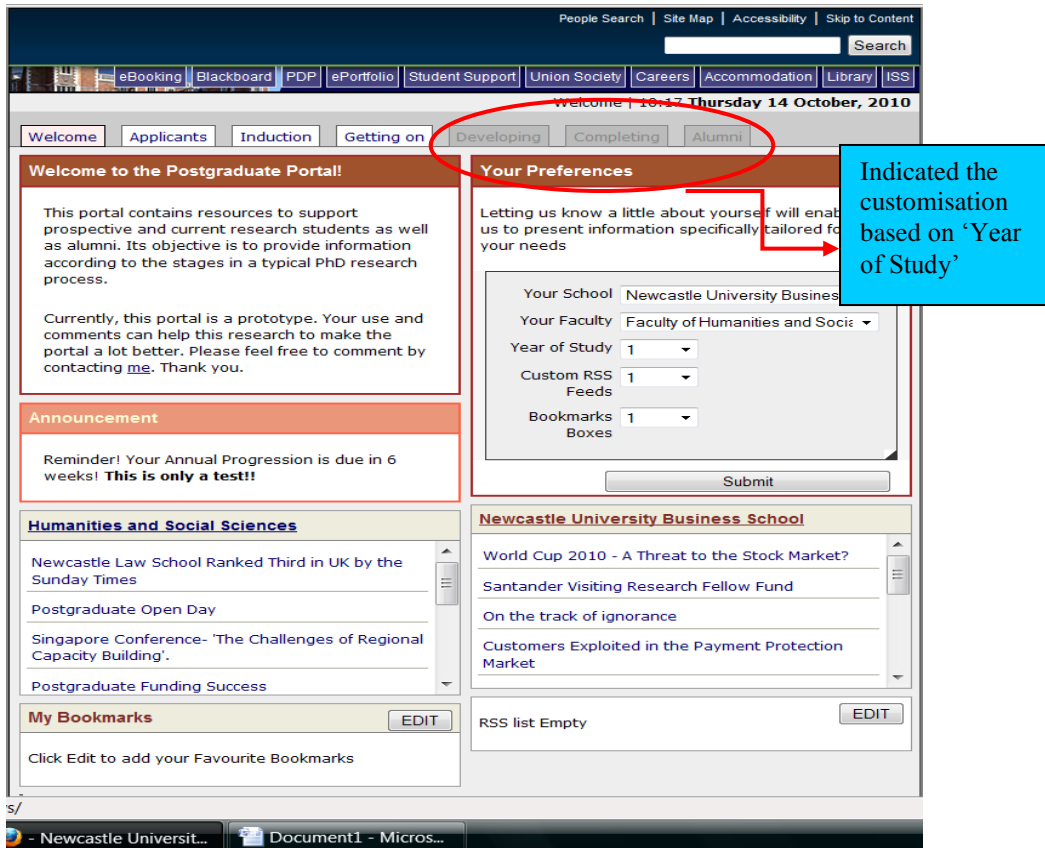 People Search | Site Map | Accessibility | Skip to Content
Search
eBooking Blackboard PDP ePortfolio Student Support Union Society Careers Accommodation Library ISS
Welcome | 10:17 Thursday 14 October, 2010
Welcome Applicants Induction Getting on Developing Completing Alumni
Welcome to the Postgraduate Portal!
This portal contains resources to support
prospective and current research students as well
as alumni. Its objective is to provide information
according to the stages in a typical PhD research
process.
Currently, this portal is a prototype. Your use and
comments can help this research to make the
portal a lot better. Please feel free to comment by
contacting me. Thank you.
Announcement
Reminder! Your Annual Progression is due in 6
weeks! This is only a test!!
Humanities and Social Sciences
Newcastle Law School Ranked Third in UK by the
Sunday Times
Postgraduate Open Day
Singapore Conference- 'The Challenges of Regional
Capacity Building'.
Postgraduate Funding Success
My Bookmarks EDIT
Click Edit to add your Favourite Bookmarks
Your Preferences
Letting us know a little about yourself will enab
us to present information specifically tailored fo
your needs
Your School Newcastle University Busines
Your Faculty Faculty of Humanities and Socia
Year of Study 1
Custom RSS 1
Feeds
Bookmarks 1
Boxes
Submit
Newcastle University Business School
World Cup 2010 - A Threat to the Stock Market?
Santander Visiting Research Fellow Fund
On the track of ignorance
Customers Exploited in the Payment Protection
Market
RSS list Empty EDIT
Indicated the
customisation
based on ‘Year
of Study’
s/
- Newcastle Universit... Document1 - Micros...